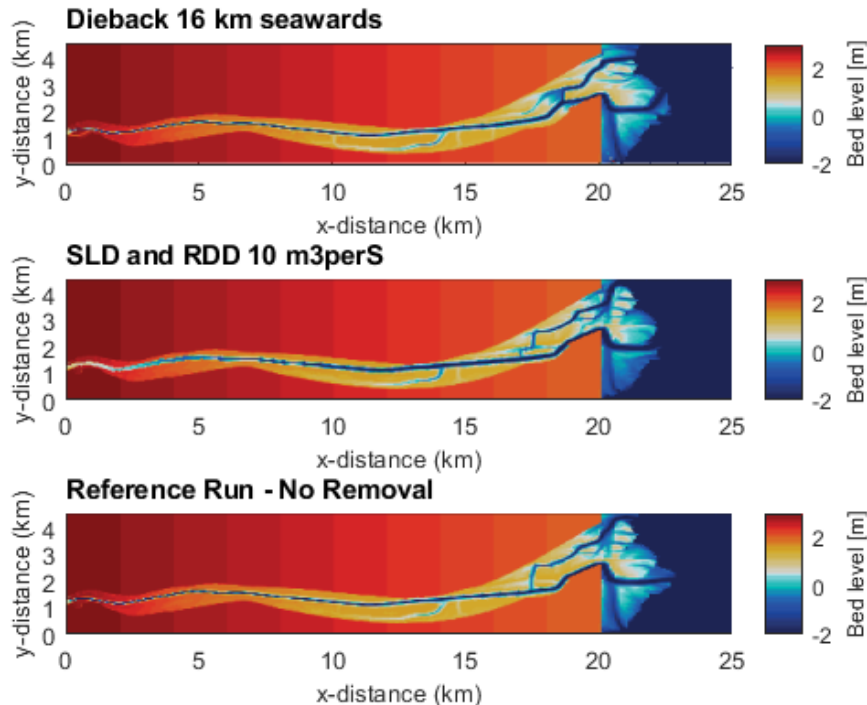 Dieback 16 km seawards
y-distance (km)
4
3
2
1
0
0 5 10 15 20 25
x-distance (km)
2
0
-2
Bed level [m]
SLD and RDD 10 m3perS
y-distance (km)
4
3
2
1
0
0 5 10 15 20 25
x-distance (km)
2
0
-2
Bed level [m]
Reference Run - No Removal
y-distance (km)
4
3
2
1
0
0 5 10 15 20 25
x-distance (km)
2
0
-2
Bed level [m]